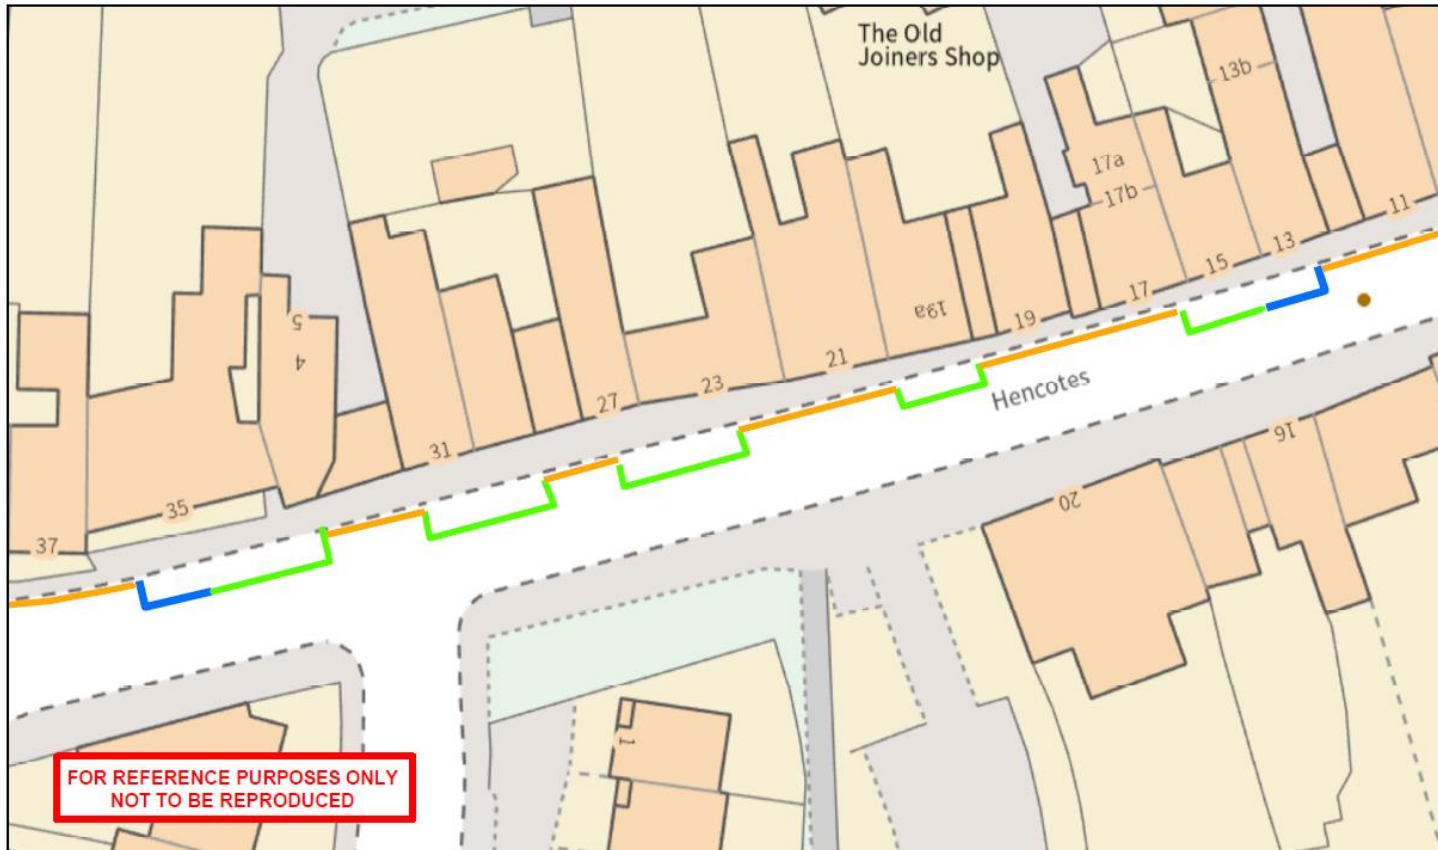 The Old
Joiners Shop
13b
17a
17b
11
13
15
17
19
19a
21
23
27
31
5
4
35
37
Hencotes
16
20
1
FOR REFERENCE PURPOSES ONLY
NOT TO BE REPRODUCED